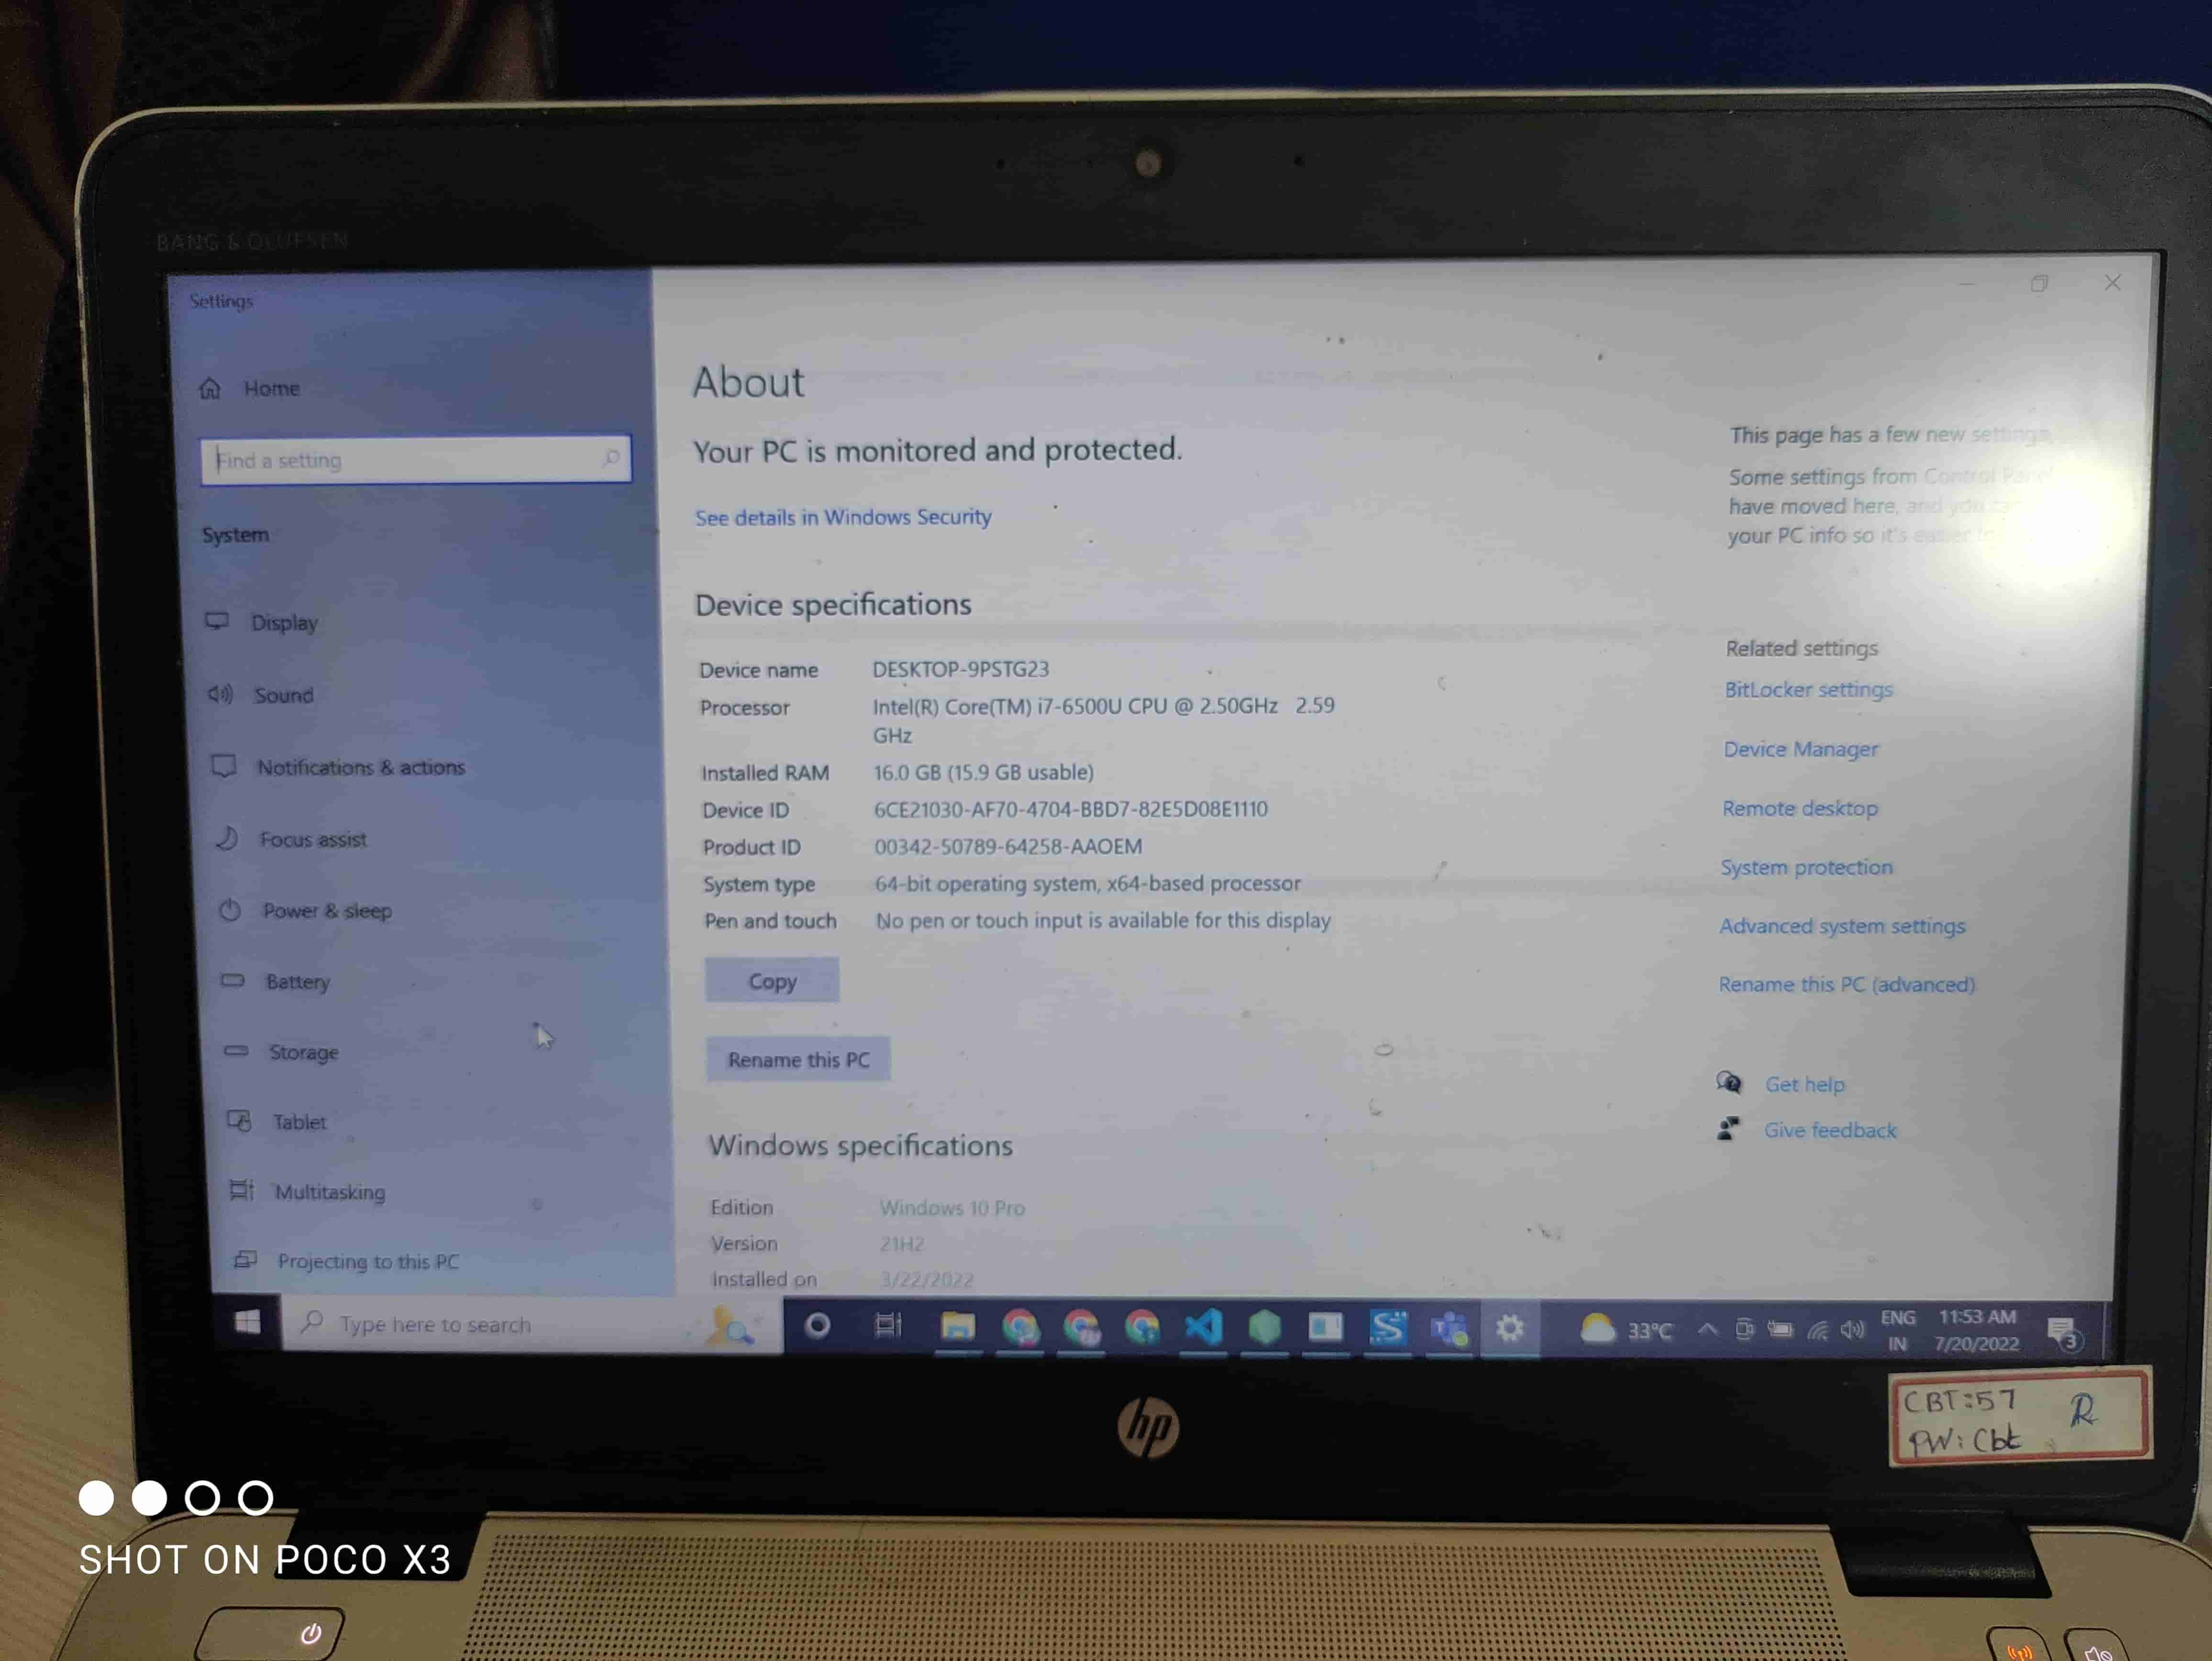 BANG & OLUFSEN
Settings
Home
Find a setting
System
Display
Sound
Notifications & actions
Focus assist
Power & sleep
Battery
Storage
Tablet
Multitasking
Projecting to this PC
About
Your PC is monitored and protected.
See details in Windows Security
Device specifications
Device name DESKTOP-9PSTG23
Processor Intel(R) Core(TM) i7-6500U CPU @ 2.50GHz 2.59
GHz
Installed RAM 16.0 GB (15.9 GB usable)
Device ID 6CE21030-AF70-4704-BBD7-82E5D08E1110
Product ID 00342-50789-64258-AAOEM
System type 64-bit operating system, x64-based processor
Pen and touch No pen or touch input is available for this display
Copy
Rename this PC
Windows specifications
Edition Windows 10 Pro
Version 21H2
Installed on 3/22/2022
This page has a few new settings
Some settings from Control Panel
have moved here, and you
your PC info so it's easier
Related settings
BitLocker settings
Device Manager
Remote desktop
System protection
Advanced system settings
Rename this PC (advanced)
Get help
Give feedback
Type here to search
33°C
ENG
IN
11:53 AM
7/20/2022
3
hp
CBT:57 R
PW: Cbt
SHOT ON POCO X3